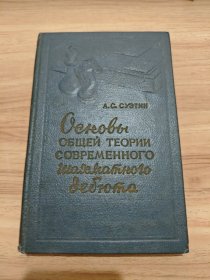 А.С. СУЭТИН
Основы
ОБЩЕЙ ТЕОРИИ
СОВРЕМЕННОГО
шахматного
дебюта